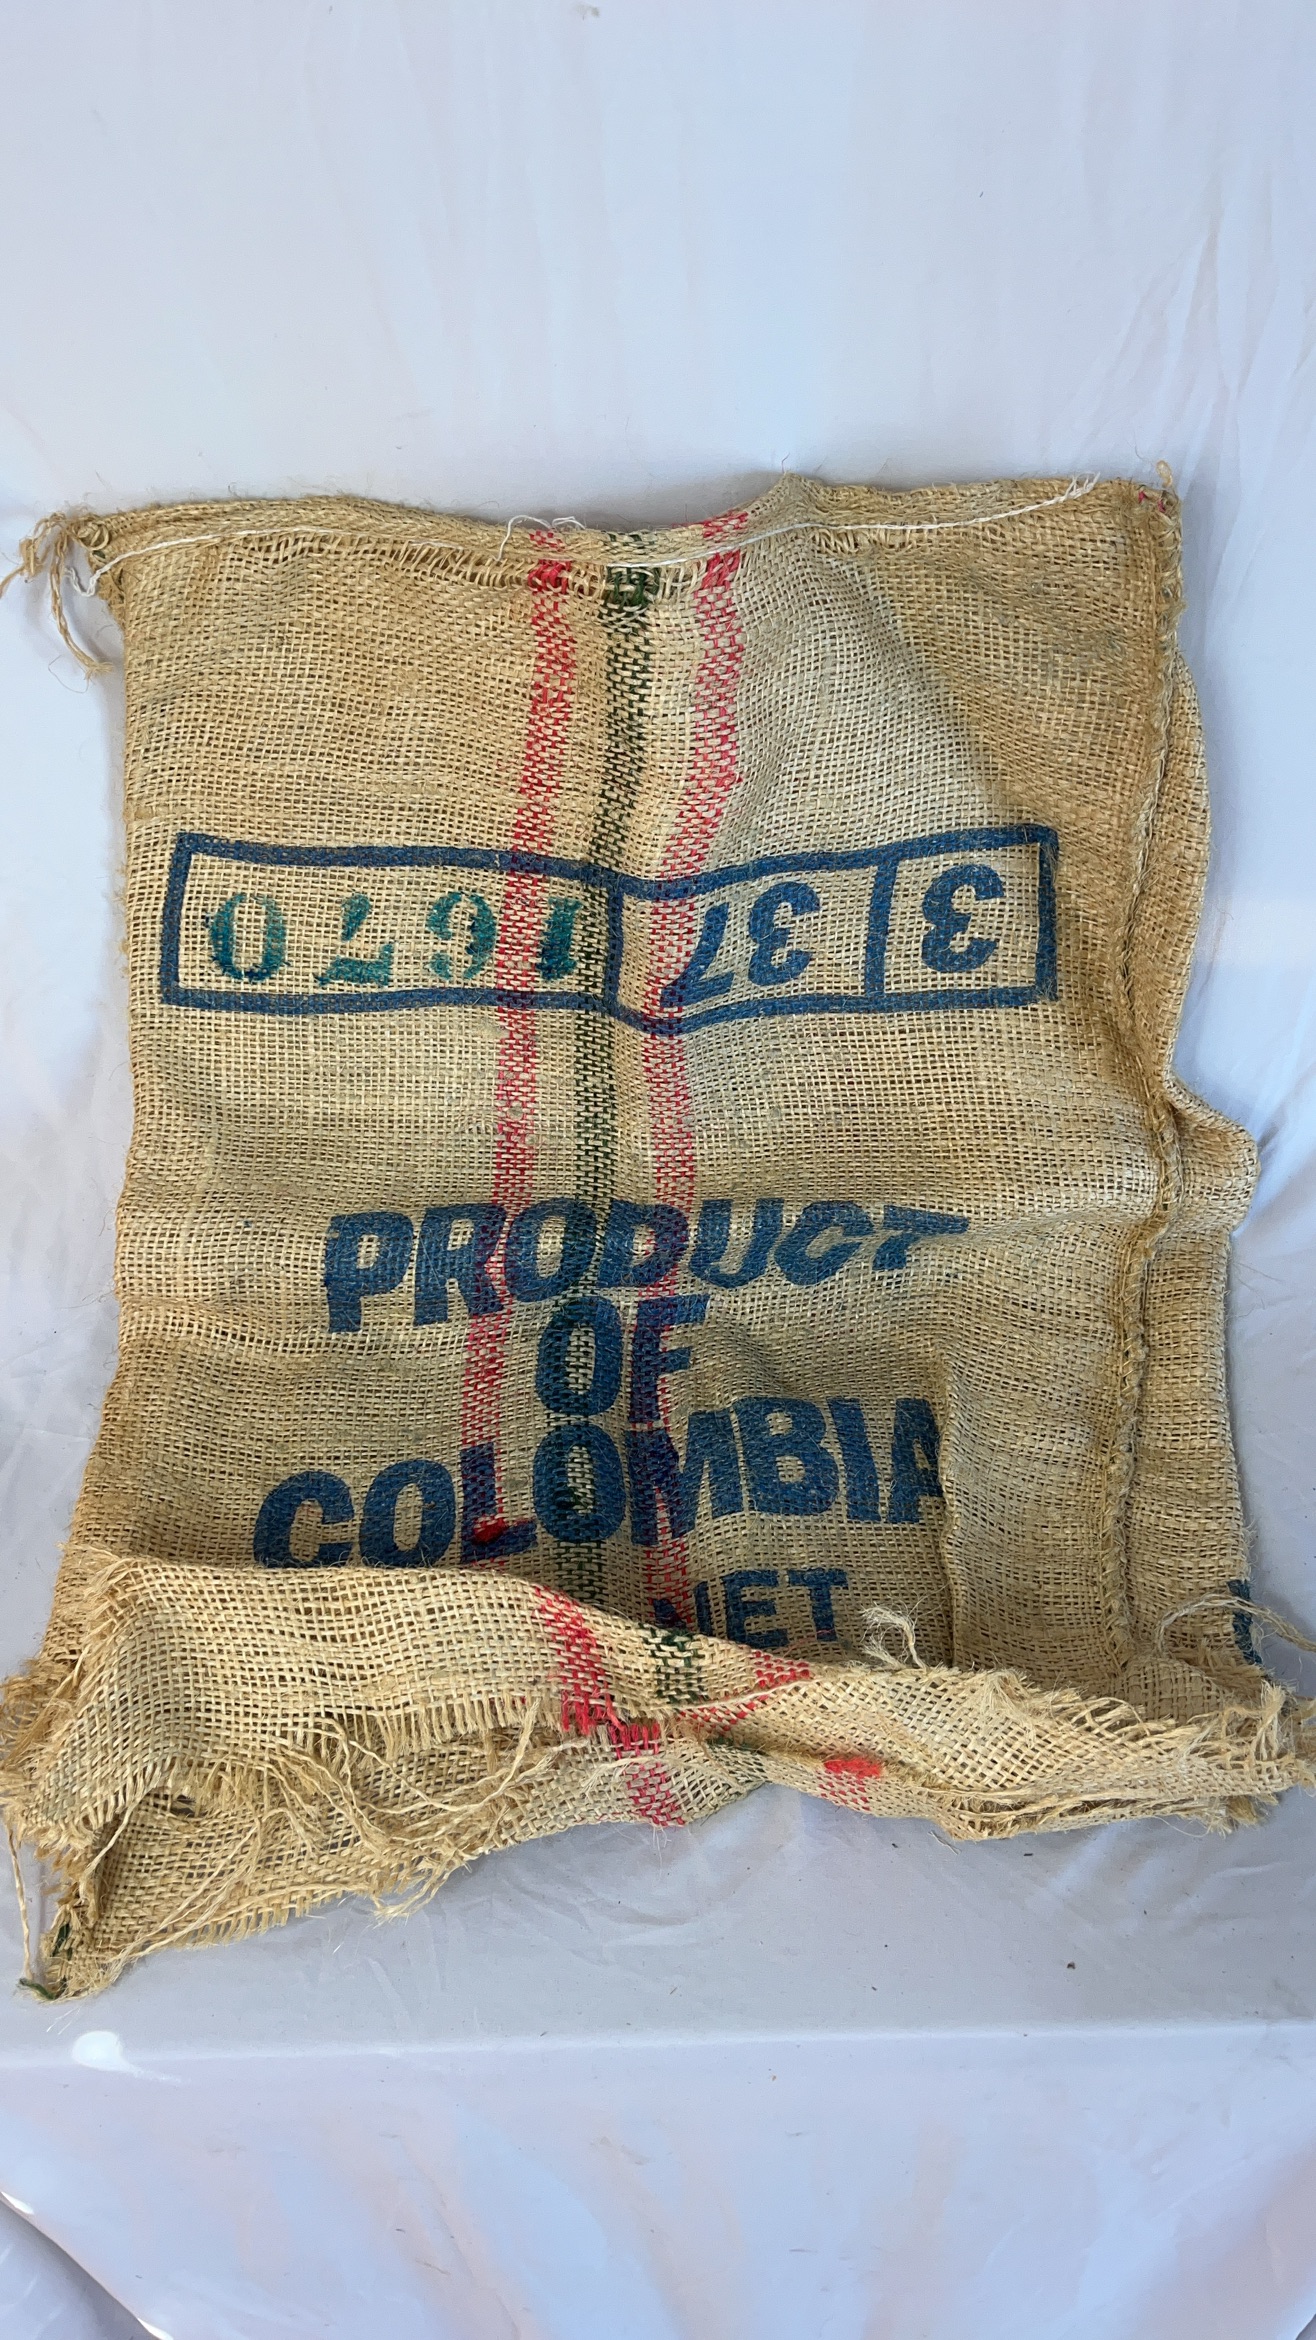 3 37 1670
PRODUCT
OF
COLOMBIA
NET